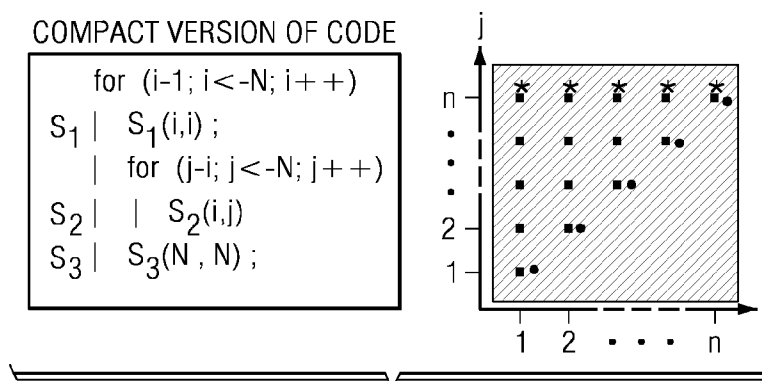 COMPACT VERSION OF CODE
for (i-1; i<-N; i++)
S1 | S1(i,i) ;
| for (j-i; j<-N; j++)
S2 | | S2(i,j)
S3 | S3(N , N) ;
j
n
2
1
1 2 • • • n